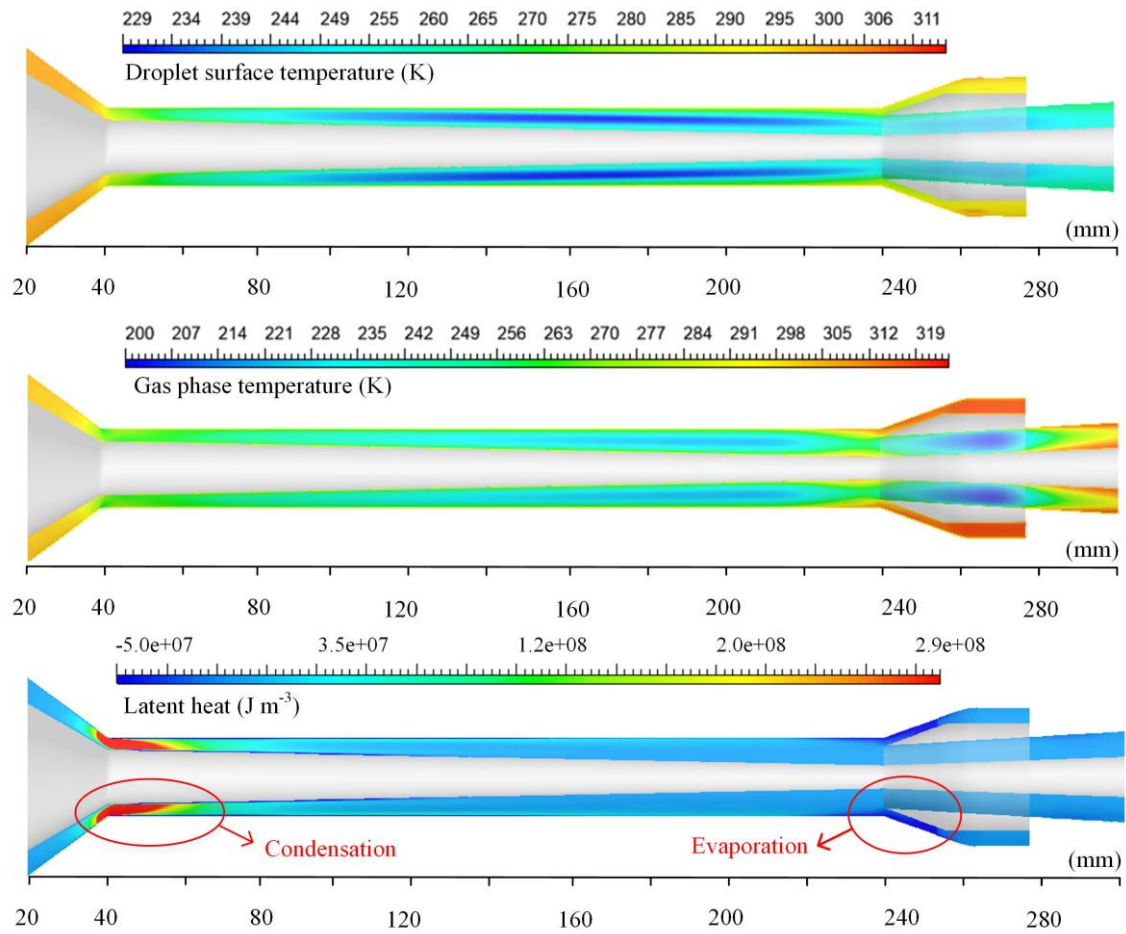 229 234 239 244 249 255 260 265 270 275 280 285 290 295 300 306 311
Droplet surface temperature (K)
(mm)
20 40 80 120 160 200 240 280
200 207 214 221 228 235 242 249 256 263 270 277 284 291 298 305 312 319
Gas phase temperature (K)
(mm)
20 40 80 120 160 200 240 280
-5.0e+07 3.5e+07 1.2e+08 2.0e+08 2.9e+08
Latent heat (J m⁻³)
Condensation Evaporation
(mm)
20 40 80 120 160 200 240 280